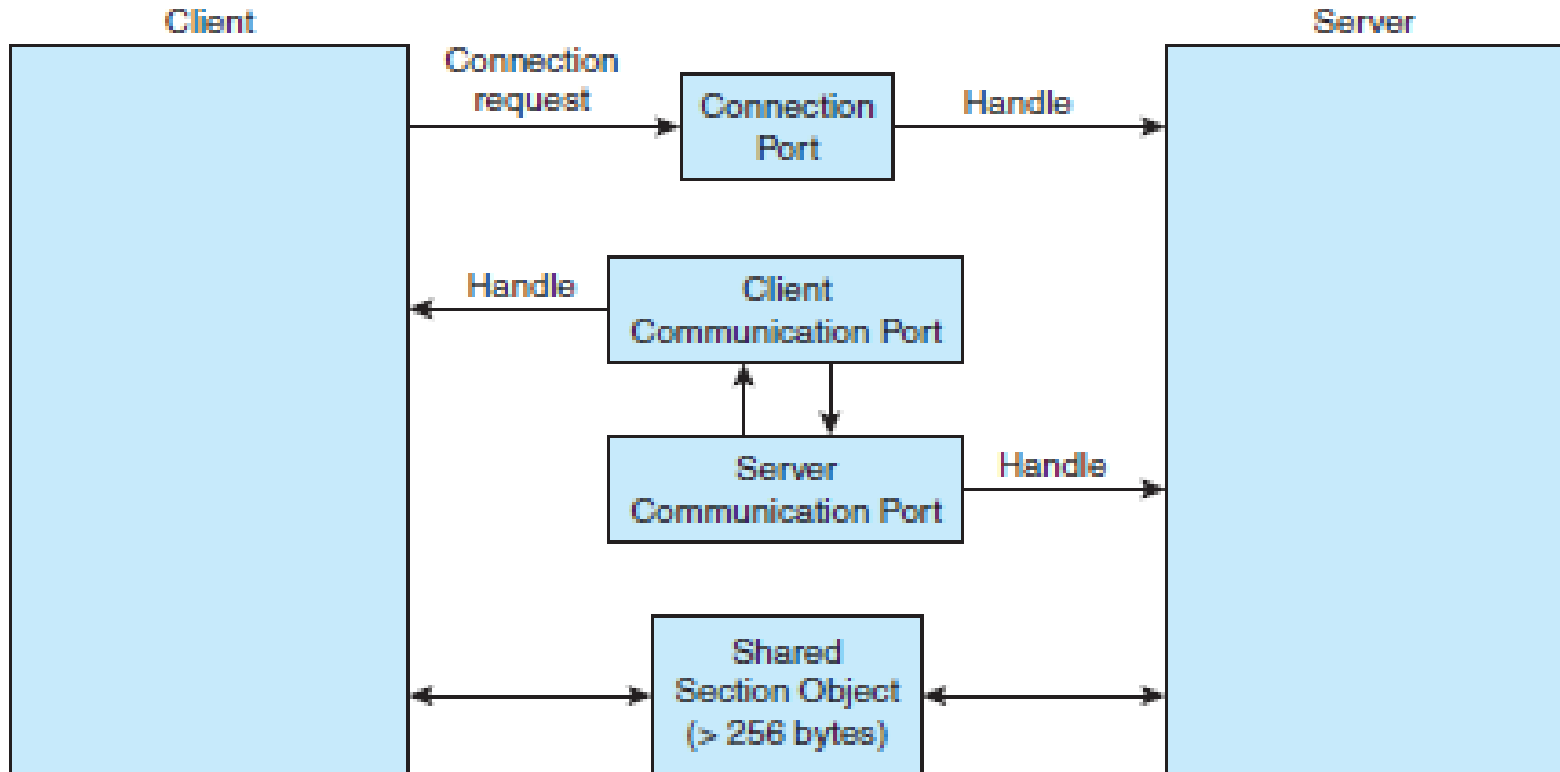 Client
Server
Connection
request
Connection
Port
Handle
Handle
Client
Communication Port
Server
Communication Port
Handle
Shared
Section Object
(> 256 bytes)